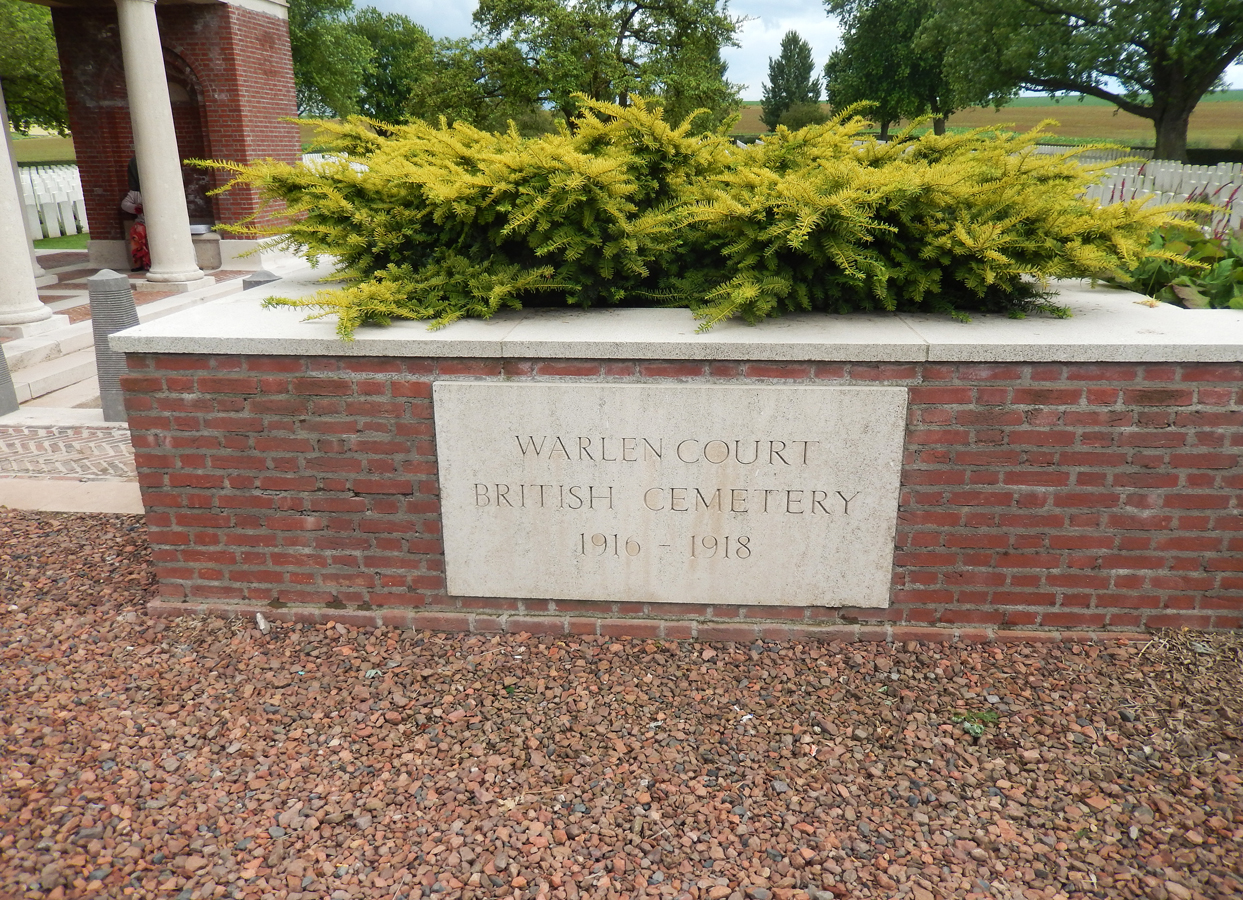 WARLENCOURT
BRITISH CEMETERY
1916 – 1918